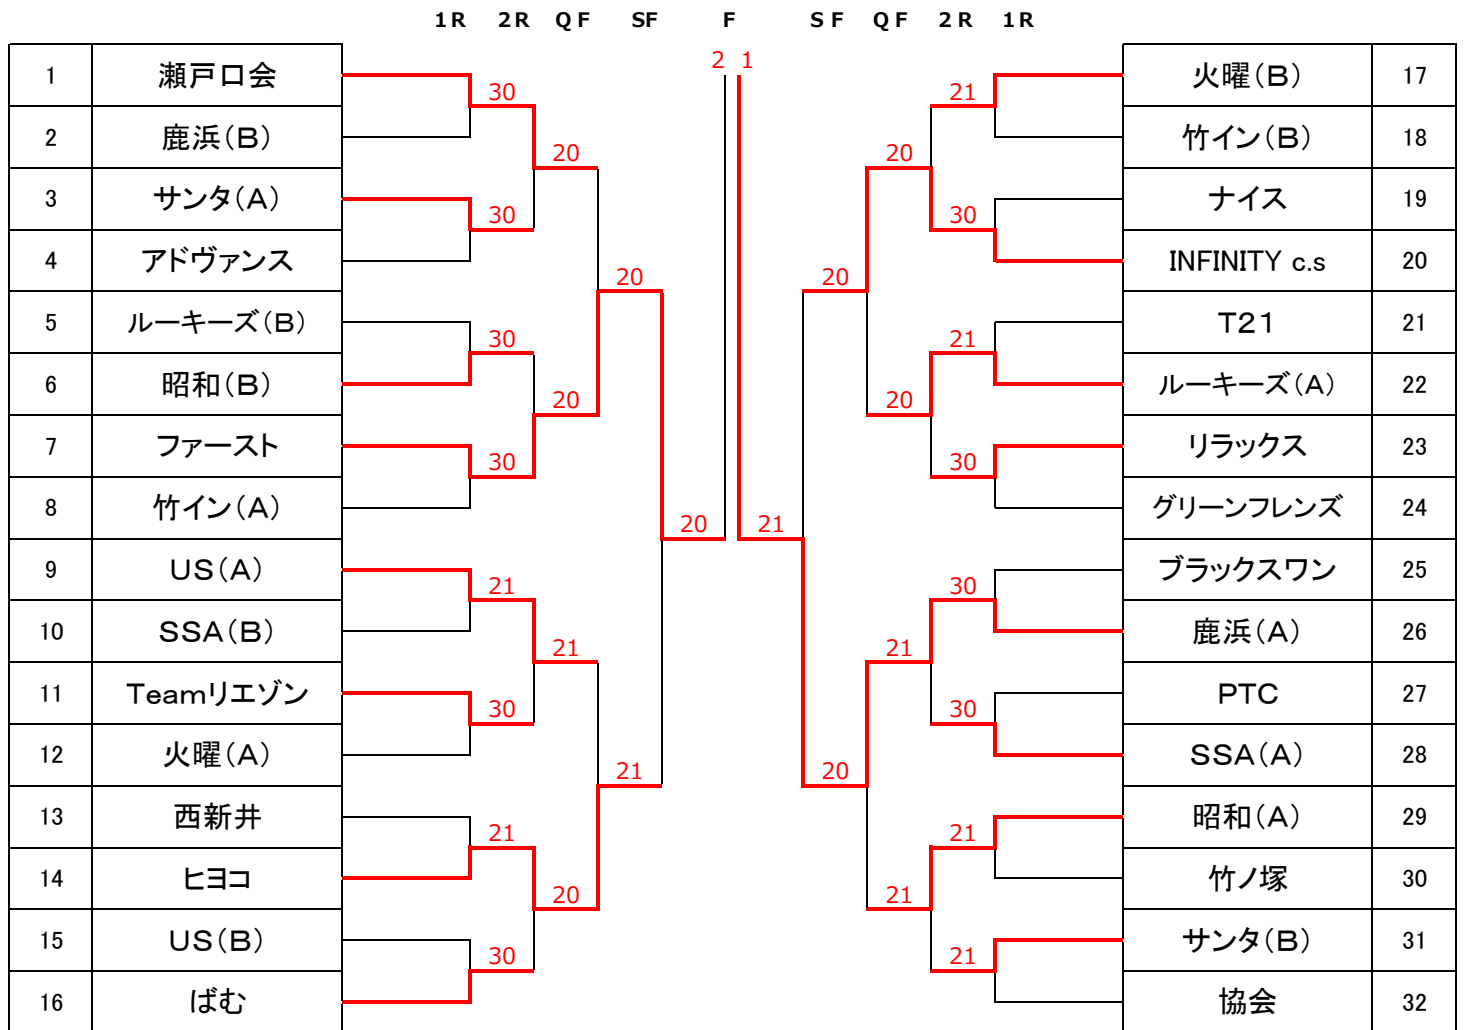 1R 2R QF SF F SF QF 2R 1R
2 1
1 瀬戸口会 火曜(B) 17
30 21
2 鹿浜(B) 竹イン(B) 18
20 20
3 サンタ(A) ナイス 19
30 30
4 アドヴァンス INFINITY c.s 20
20 20
5 ルーキーズ(B) T21 21
30 21
6 昭和(B) ルーキーズ(A) 22
20 20
7 ファースト リラックス 23
30 30
8 竹イン(A) グリーンフレンズ 24
20 21
9 US(A) ブラックスワン 25
21 30
10 SSA(B) 鹿浜(A) 26
21 21
11 Teamリエゾン PTC 27
30 30
12 火曜(A) SSA(A) 28
21 20
13 西新井 昭和(A) 29
21 21
14 ヒヨコ 竹ノ塚 30
20 21
15 US(B) サンタ(B) 31
30 21
16 ばむ 協会 32